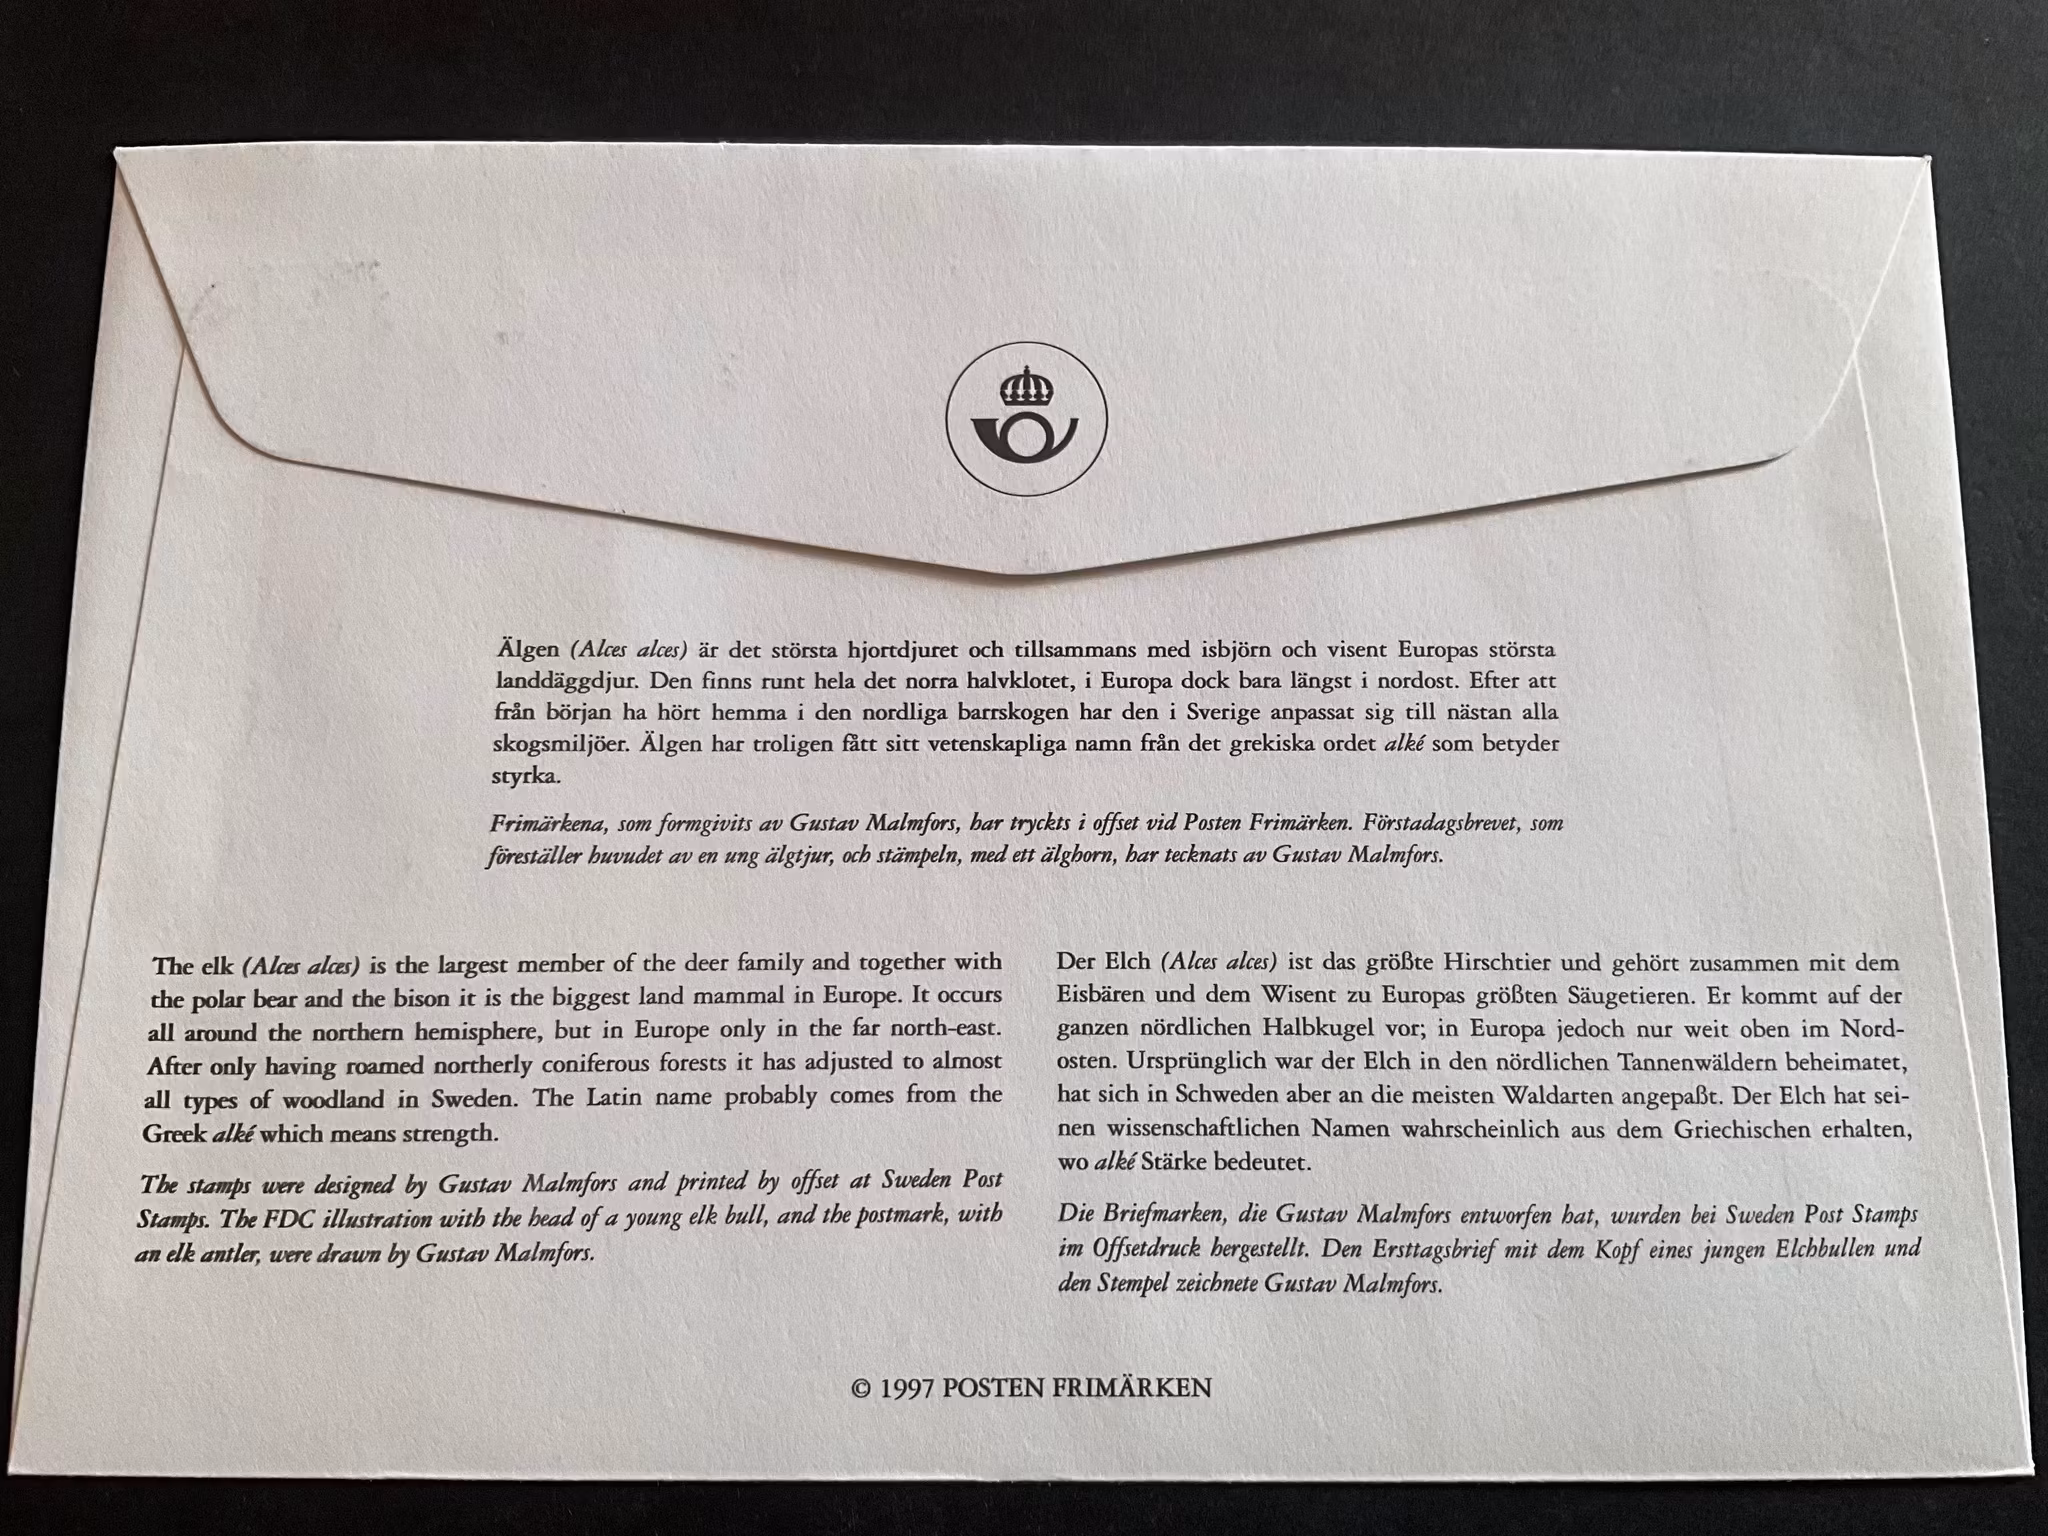 Älgen (Alces alces) är det största hjortdjuret och tillsammans med isbjörn och visent Europas största
landdäggdjur. Den finns runt hela det norra halvklotet, i Europa dock bara längst i nordost. Efter att
från början ha hört hemma i den nordliga barrskogen har den i Sverige anpassat sig till nästan alla
skogsmiljöer. Älgen har troligen fått sitt vetenskapliga namn från det grekiska ordet alké som betyder
styrka.
Frimärkena, som formgivits av Gustav Malmfors, har tryckts i offset vid Posten Frimärken. Förstadagsbrevet, som
föreställer huvudet av en ung älgtjur, och stämpeln, med ett älghorn, har tecknats av Gustav Malmfors.
The elk (Alces alces) is the largest member of the deer family and together with
the polar bear and the bison it is the biggest land mammal in Europe. It occurs
all around the northern hemisphere, but in Europe only in the far north-east.
After only having roamed northerly coniferous forests it has adjusted to almost
all types of woodland in Sweden. The Latin name probably comes from the
Greek alké which means strength.
The stamps were designed by Gustav Malmfors and printed by offset at Sweden Post
Stamps. The FDC illustration with the head of a young elk bull, and the postmark, with
an elk antler, were drawn by Gustav Malmfors.
Der Elch (Alces alces) ist das größte Hirschtier und gehört zusammen mit dem
Eisbären und dem Wisent zu Europas größten Säugetieren. Er kommt auf der
ganzen nördlichen Halbkugel vor; in Europa jedoch nur weit oben im Nord-
osten. Ursprünglich war der Elch in den nördlichen Tannenwäldern beheimatet,
hat sich in Schweden aber an die meisten Waldarten angepaßt. Der Elch hat sei-
nen wissenschaftlichen Namen wahrscheinlich aus dem Griechischen erhalten,
wo alké Stärke bedeutet.
Die Briefmarken, die Gustav Malmfors entworfen hat, wurden bei Sweden Post Stamps
im Offsetdruck hergestellt. Den Ersttagsbrief mit dem Kopf eines jungen Elchbullen und
den Stempel zeichnete Gustav Malmfors.
© 1997 POSTEN FRIMÄRKEN